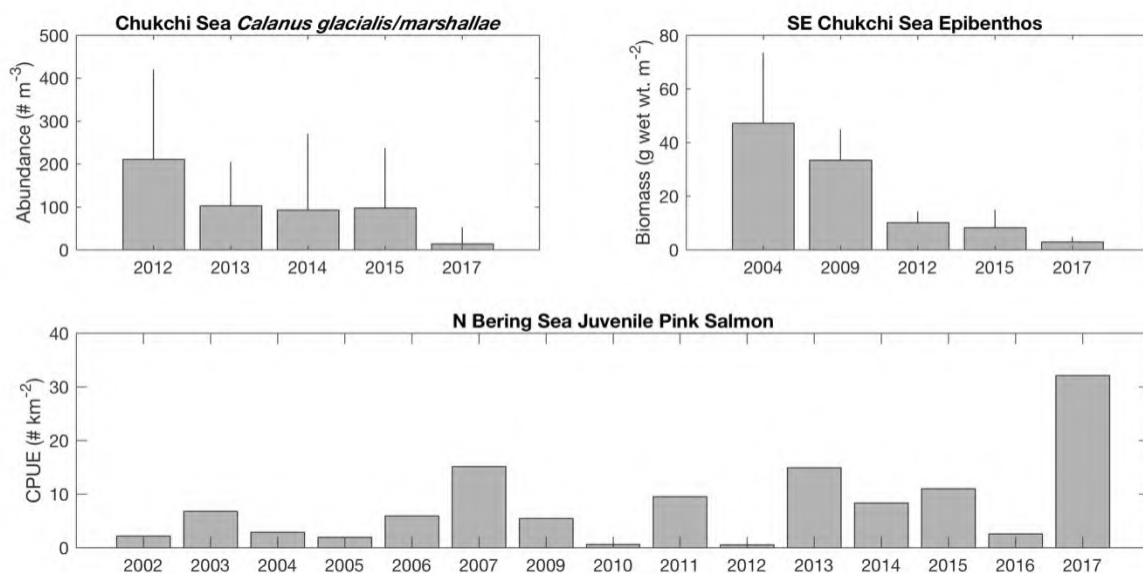 Chukchi Sea Calanus glacialis/marshallae
Abundance (# m-3)
500
400
300
200
100
0
2012 2013 2014 2015 2017
SE Chukchi Sea Epibenthos
Biomass (g wet wt. m-2)
80
60
40
20
0
2004 2009 2012 2015 2017
N Bering Sea Juvenile Pink Salmon
CPUE (# km-2)
40
30
20
10
0
2002 2003 2004 2005 2006 2007 2009 2010 2011 2012 2013 2014 2015 2016 2017